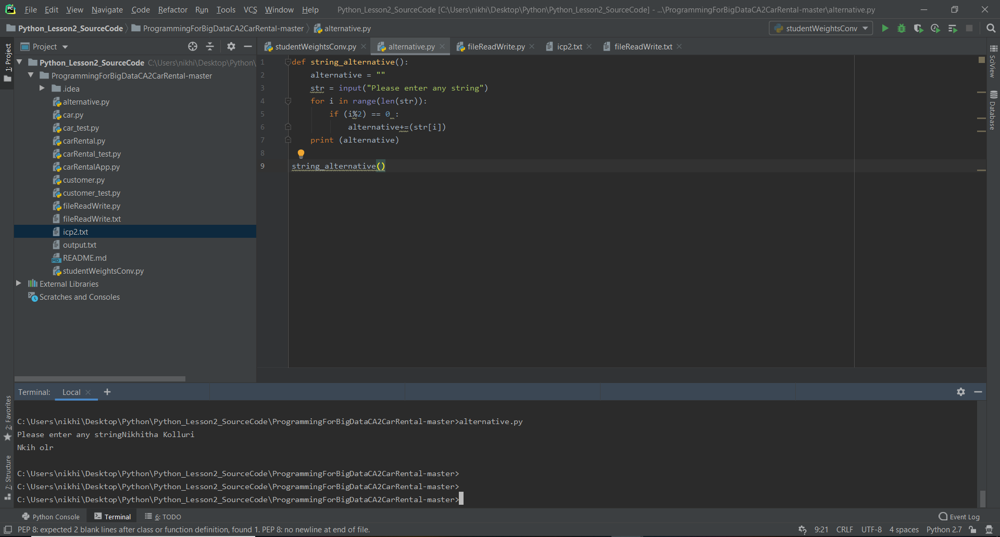 PC File Edit View Navigate Code Refactor Run Tools VCS Window Help Python_Lesson2_SourceCode [C:\Users\nikhi\Desktop\Python\Python_Lesson2_SourceCode] - ...\ProgrammingForBigDataCA2CarRental-master\alternative.py
Python_Lesson2_SourceCode ProgrammingForBigDataCA2CarRental-master alternative.py studentWeightsConv
1: Project
Project
studentWeightsConv.py alternative.py fileReadWrite.py icp2.txt fileReadWrite.txt
Python_Lesson2_SourceCode C:\Users\nikhi\Desktop\Python\
ProgrammingForBigDataCA2CarRental-master
.idea
alternative.py
car.py
car_test.py
carRental.py
carRental_test.py
carRentalApp.py
customer.py
customer_test.py
fileReadWrite.py
fileReadWrite.txt
icp2.txt
output.txt
README.md
studentWeightsConv.py
External Libraries
Scratches and Consoles
1 def string_alternative():
2     alternative = ""
3     str = input("Please enter any string")
4     for i in range(len(str)):
5         if (i%2) == 0 :
6             alternative+=(str[i])
7     print (alternative)
8
9 string_alternative()
SciView
Database
Terminal: Local +
C:\Users\nikhi\Desktop\Python\Python_Lesson2_SourceCode\ProgrammingForBigDataCA2CarRental-master>alternative.py
Please enter any stringNikhitha Kolluri
Nkih olr
C:\Users\nikhi\Desktop\Python\Python_Lesson2_SourceCode\ProgrammingForBigDataCA2CarRental-master>
C:\Users\nikhi\Desktop\Python\Python_Lesson2_SourceCode\ProgrammingForBigDataCA2CarRental-master>
C:\Users\nikhi\Desktop\Python\Python_Lesson2_SourceCode\ProgrammingForBigDataCA2CarRental-master>
2: Favorites
7: Structure
Python Console Terminal 6: TODO Event Log
PEP 8: expected 2 blank lines after class or function definition, found 1. PEP 8: no newline at end of file. 9:21 CRLF UTF-8 4 spaces Python 2.7